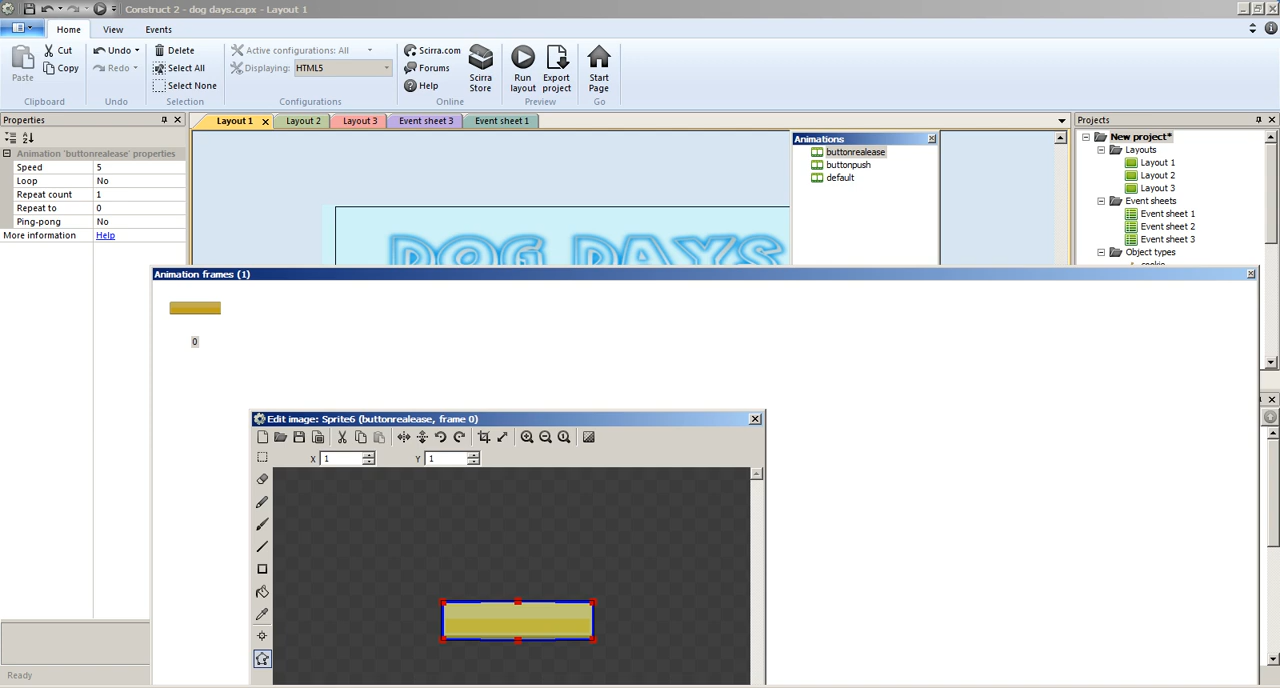 Construct 2 - dog days.capx - Layout 1
Home View Events
Paste Cut Copy Clipboard
Undo Redo Undo
Delete Select All Select None Selection
Active configurations: All
Displaying: HTML5
Configurations
Scirra.com Forums Help Scirra Store Online
Run layout Export project Preview
Start Page Go
Properties
Layout 1 Layout 2 Layout 3 Event sheet 3 Event sheet 1
Projects
Animation 'buttonrealease' properties
Speed 5
Loop No
Repeat count 1
Repeat to 0
Ping-pong No
More information Help
DOG DAYS
Animations
buttonrealease
buttonpush
default
New project*
Layouts
Layout 1
Layout 2
Layout 3
Event sheets
Event sheet 1
Event sheet 2
Event sheet 3
Object types
Animation frames (1)
0
Edit image: Sprite6 (buttonrealease, frame 0)
X 1 Y 1
Ready